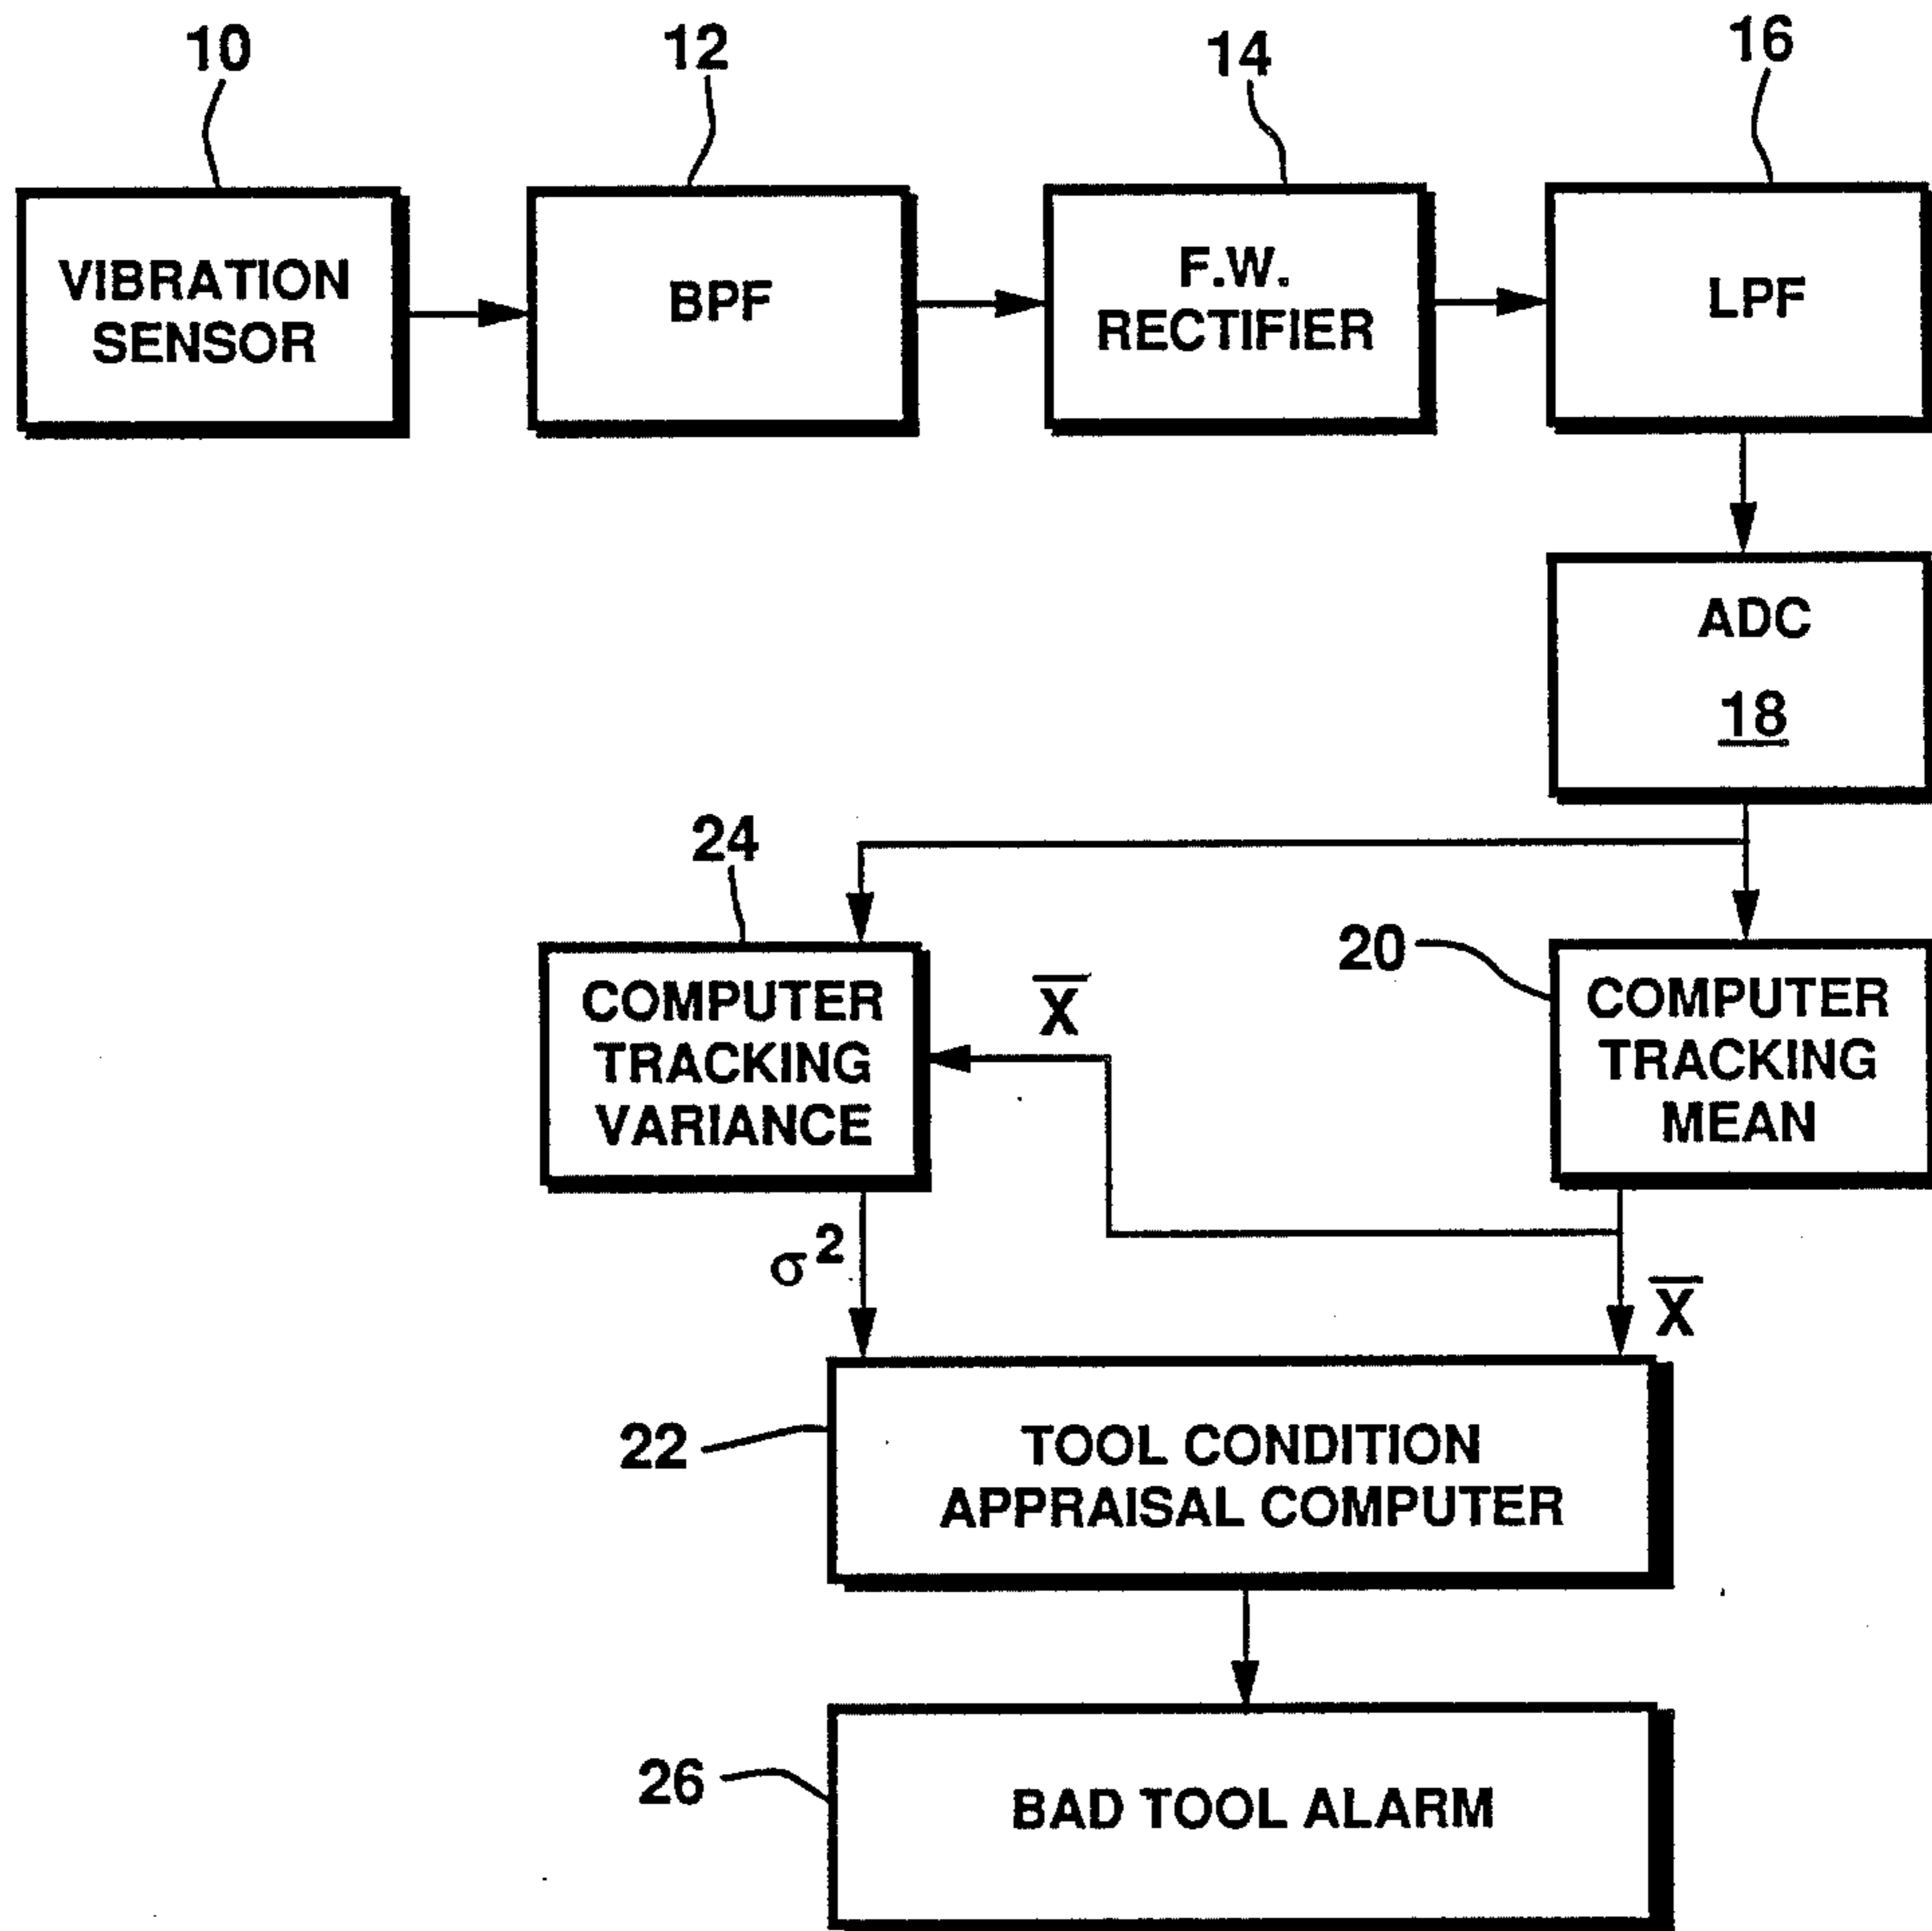 10
12
14
16
VIBRATION
SENSOR
BPF
F.W.
RECTIFIER
LPF
ADC
18
24
20
COMPUTER
TRACKING
VARIANCE
X̅
COMPUTER
TRACKING
MEAN
σ²
X̅
22
TOOL CONDITION
APPRAISAL COMPUTER
26
BAD TOOL ALARM